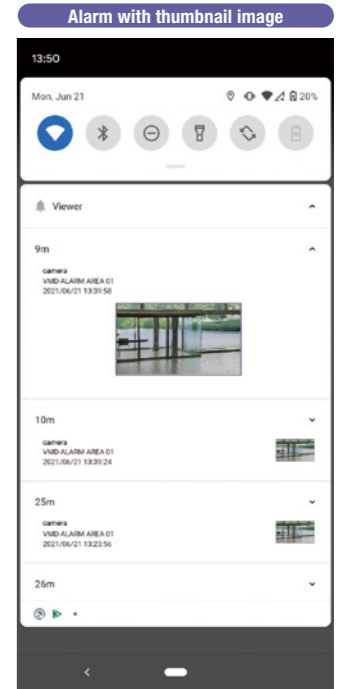 Alarm with thumbnail image
13:50
Mon, Jun 21
20%
Viewer
9m
camera
VMD ALARM AREA 01
2021/06/21 13:39:58
10m
camera
VMD ALARM AREA 01
2021/06/21 13:39:24
25m
camera
VMD ALARM AREA 01
2021/06/21 13:23:56
26m